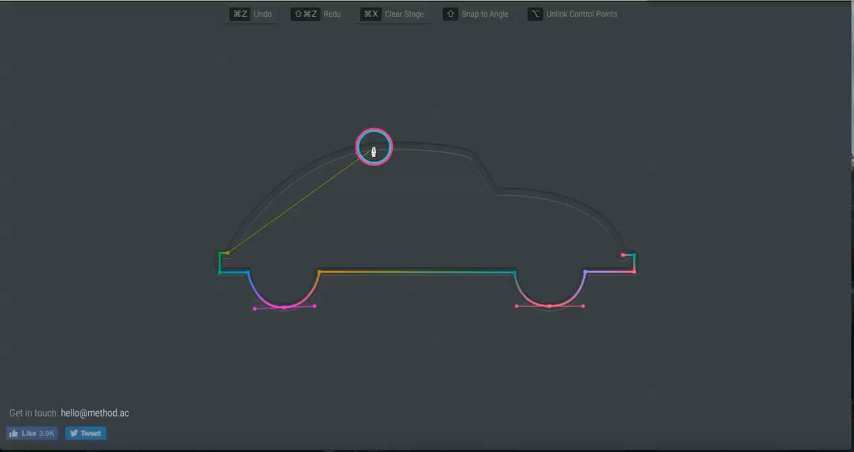 ⌘Z Undo ⇧⌘Z Redo ⌘X Clear Stage ⇧ Snap to Angle ⌥ Unlink Control Points
Get in touch: hello@method.ac
Like 3.9K Tweet